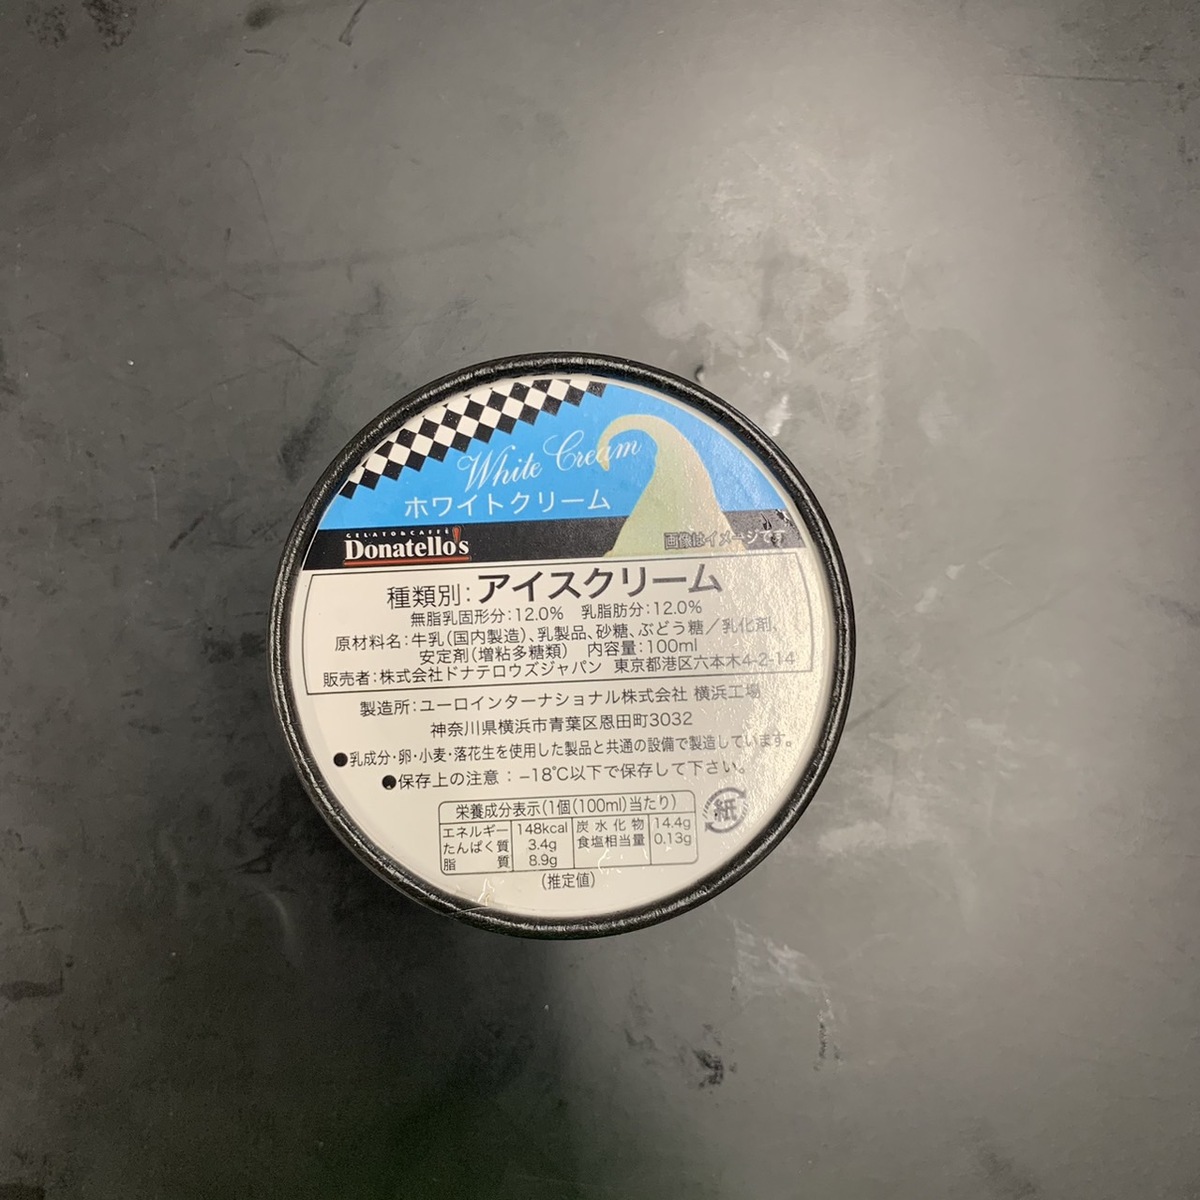 White Cream
ホワイトクリーム
GELATO&CAFFÈ
Donatello's
画像はイメージです
種類別:アイスクリーム
無脂乳固形分:12.0% 乳脂肪分:12.0%
原材料名:牛乳(国内製造)、乳製品、砂糖、ぶどう糖/乳化剤、
安定剤(増粘多糖類) 内容量:100ml
販売者:株式会社ドナテロウズジャパン 東京都港区六本木4-2-14
製造所:ユーロインターナショナル株式会社 横浜工場
神奈川県横浜市青葉区恩田町3032
●乳成分・卵・小麦・落花生を使用した製品と共通の設備で製造しています。
●保存上の注意:-18℃以下で保存して下さい。
紙
栄養成分表示(1個(100ml)当たり)
エネルギー 148kcal 炭水化物 14.4g
たんぱく質 3.4g 食塩相当量 0.13g
脂質 8.9g
(推定値)